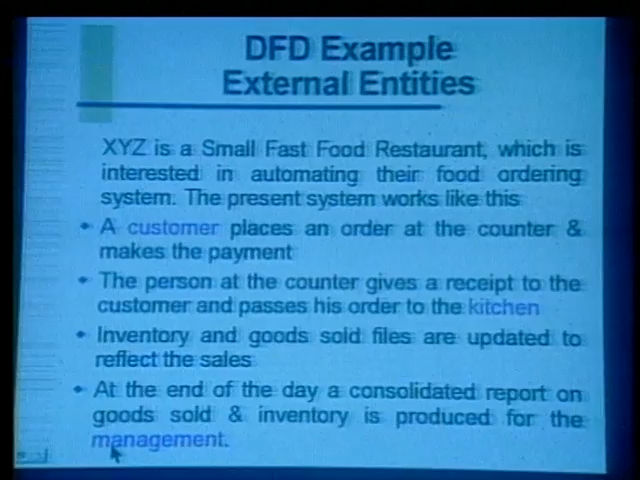 DFD Example
External Entities
XYZ is a Small Fast Food Restaurant, which is
interested in automating their food ordering
system. The present system works like this
• A customer places an order at the counter &
makes the payment
• The person at the counter gives a receipt to the
customer and passes his order to the kitchen
• Inventory and goods sold files are updated to
reflect the sales
• At the end of the day a consolidated report on
goods sold & inventory is produced for the
management.